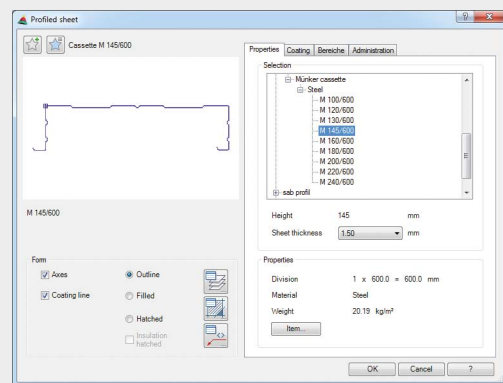 Profiled sheet
Cassette M 145/600
M 145/600
Form
Axes
Outline
Coating line
Filled
Hatched
Insulation
hatched
Properties Coating Bereiche Administration
Selection
Münker cassette
Steel
M 100/600
M 120/600
M 130/600
M 145/600
M 160/600
M 180/600
M 200/600
M 220/600
M 240/600
sab profil
Height 145 mm
Sheet thickness 1.50 mm
Properties
Division 1 x 600.0 = 600.0 mm
Material Steel
Weight 20.19 kg/m²
Item...
OK Cancel ?